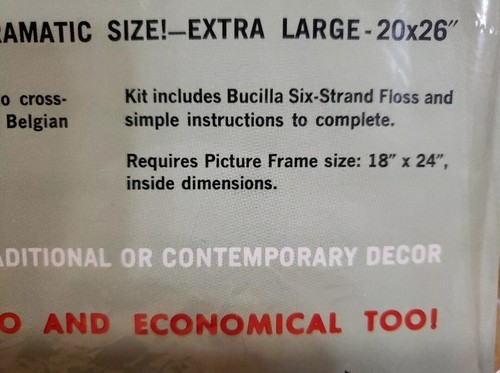 RAMATIC SIZE!—EXTRA LARGE-20x26"
o cross-
Belgian
Kit includes Bucilla Six-Strand Floss and
simple instructions to complete.
Requires Picture Frame size: 18" x 24",
inside dimensions.
ADITIONAL OR CONTEMPORARY DECOR
O AND ECONOMICAL TOO!